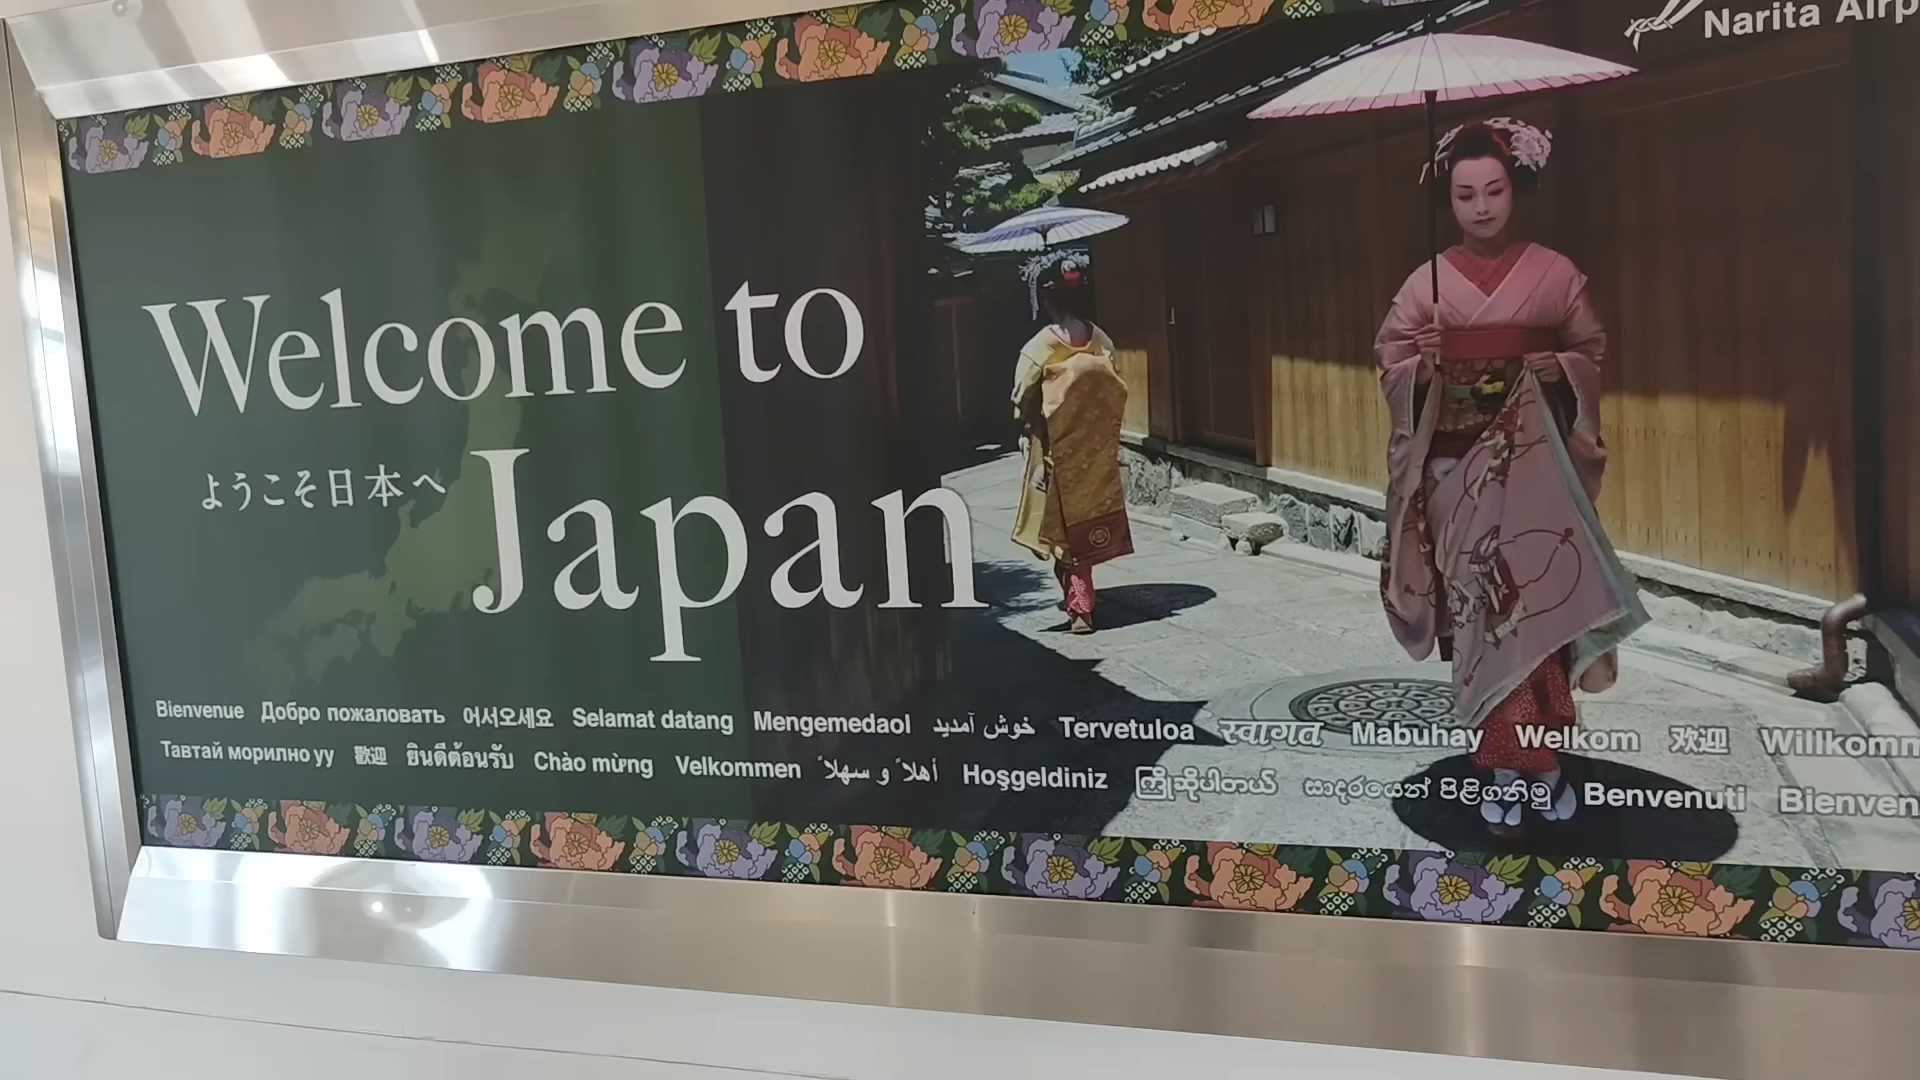 Narita Airp
Welcome to
ようこそ日本へ
Japan
Bienvenue Добро пожаловать 어서오세요 Selamat datang Mengemedaol خوش آمدید Tervetuloa स्वागत Mabuhay Welkom 欢迎 Willkomm
Тавтай морилно уу 歡迎 ยินดีต้อนรับ Chào mừng Velkommen أهلاً و سهلاً Hoşgeldiniz ကြိုဆိုပါတယ် සාදරයෙන් පිළිගනිමු Benvenuti Bienven